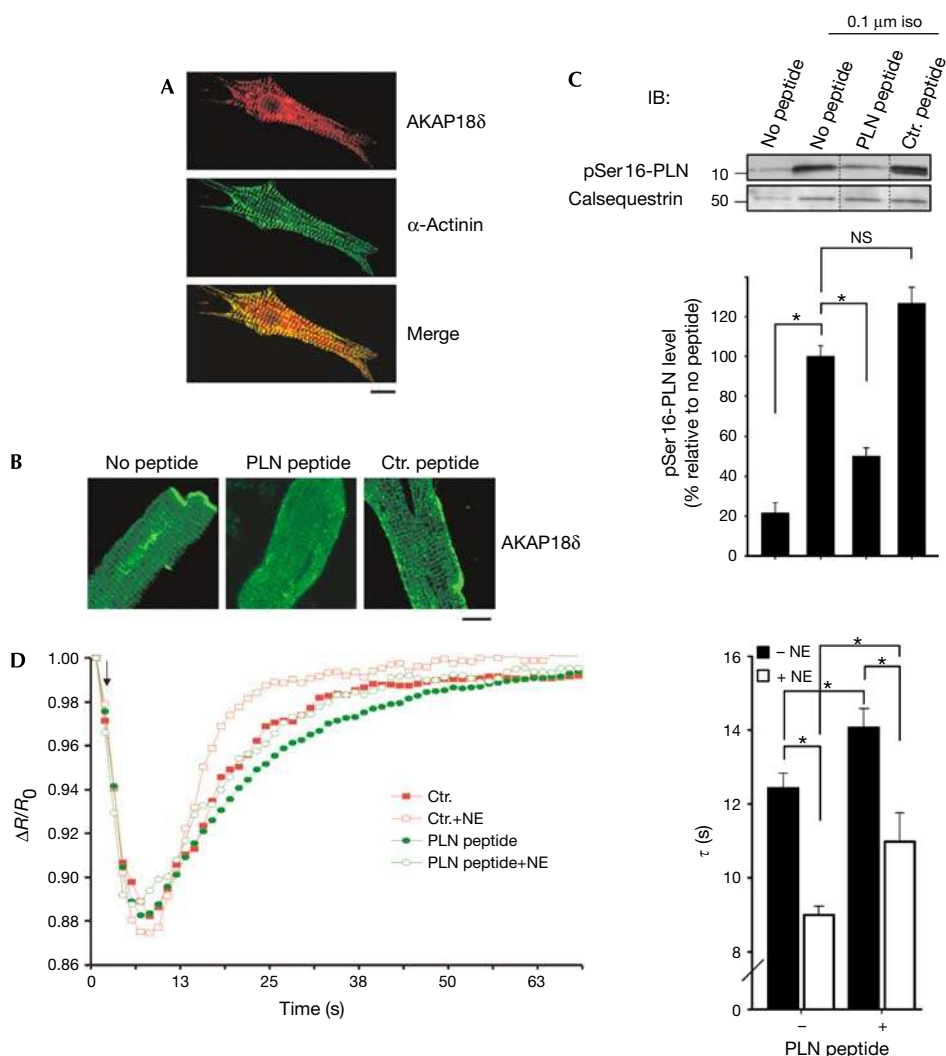 A
AKAP18δ
α-Actinin
Merge
B
No peptide
PLN peptide
Ctr. peptide
AKAP18δ
C
0.1 μm iso
IB:
No peptide
No peptide
PLN peptide
Ctr. peptide
pSer16-PLN
10
Calsequestrin
50
NS
*
*
pSer16-PLN level
(% relative to no peptide)
120
100
80
60
40
20
0
D
1.00
0.98
0.96
0.94
0.92
0.90
0.88
0.86
ΔR/R0
0
13
25
38
50
63
Time (s)
Ctr.
Ctr.+NE
PLN peptide
PLN peptide+NE
16
14
12
10
8
0
τ (s)
– NE
+ NE
*
*
*
*
–
+
PLN peptide